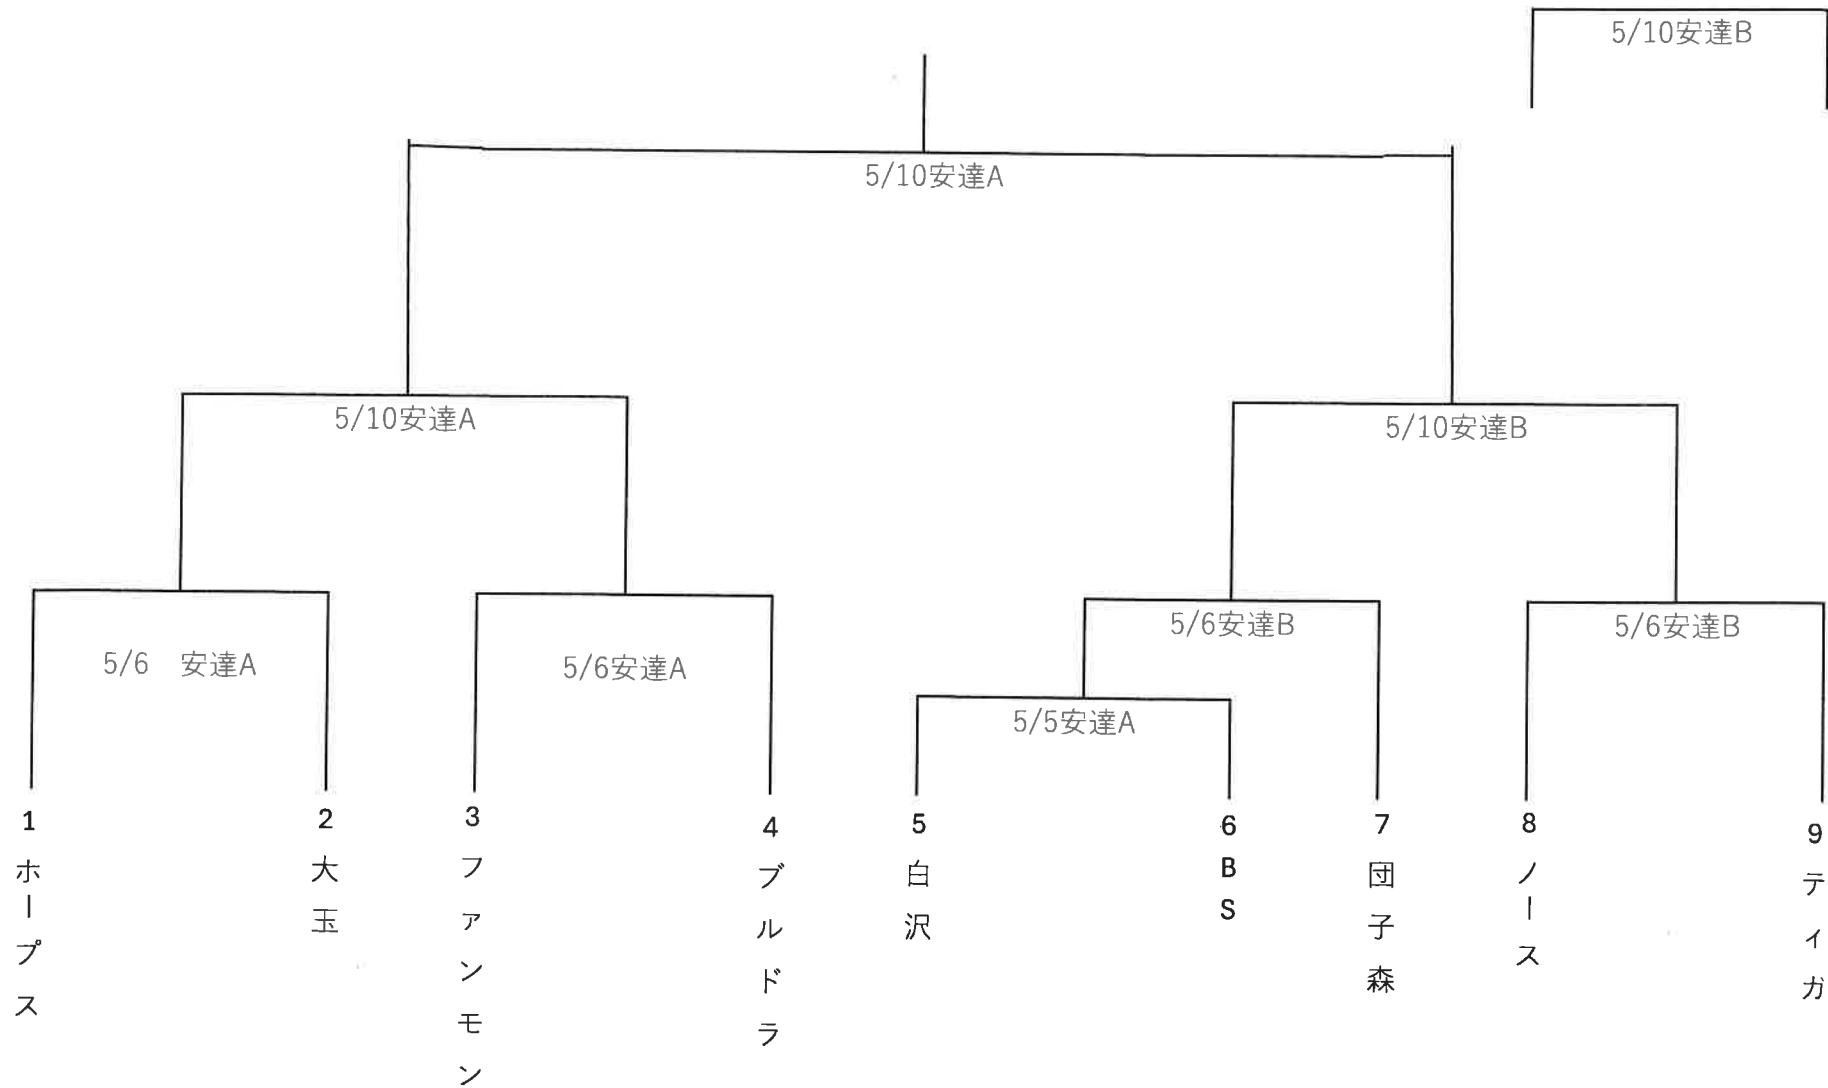 5/10安達B
5/10安達A
5/10安達A
5/10安達B
5/6安達B
5/6安達B
5/6　安達A
5/6安達A
5/5安達A
1
ホープス
2
大玉
3
ファンモン
4
ブルドラ
5
白沢
6
BS
7
団子森
8
ノース
9
ティガ